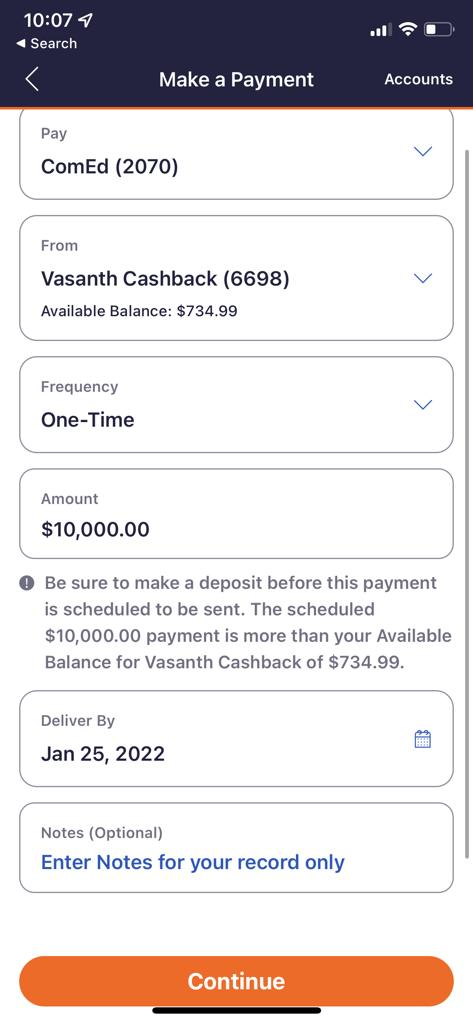 10:07
◀ Search
Make a Payment
Accounts
Pay
ComEd (2070)
From
Vasanth Cashback (6698)
Available Balance: $734.99
Frequency
One-Time
Amount
$10,000.00
Be sure to make a deposit before this payment
is scheduled to be sent. The scheduled
$10,000.00 payment is more than your Available
Balance for Vasanth Cashback of $734.99.
Deliver By
Jan 25, 2022
Notes (Optional)
Enter Notes for your record only
Continue